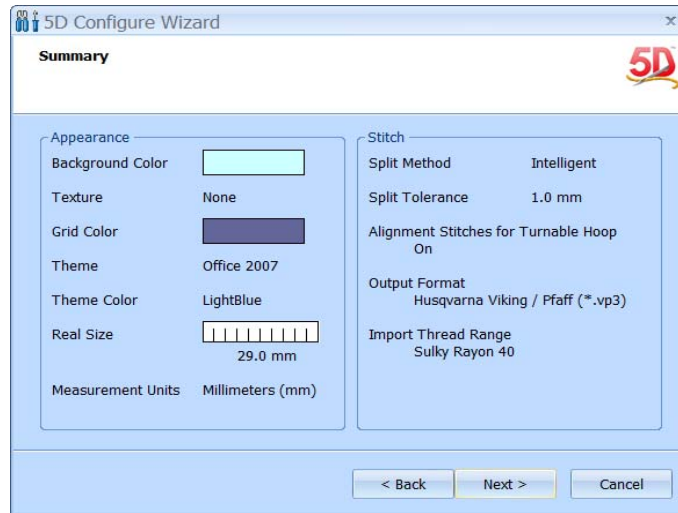 5D Configure Wizard
Summary
5D
Appearance
Background Color
Texture None
Grid Color
Theme Office 2007
Theme Color LightBlue
Real Size
29.0 mm
Measurement Units Millimeters (mm)
Stitch
Split Method Intelligent
Split Tolerance 1.0 mm
Alignment Stitches for Turnable Hoop
On
Output Format
Husqvarna Viking / Pfaff (*.vp3)
Import Thread Range
Sulky Rayon 40
< Back Next > Cancel